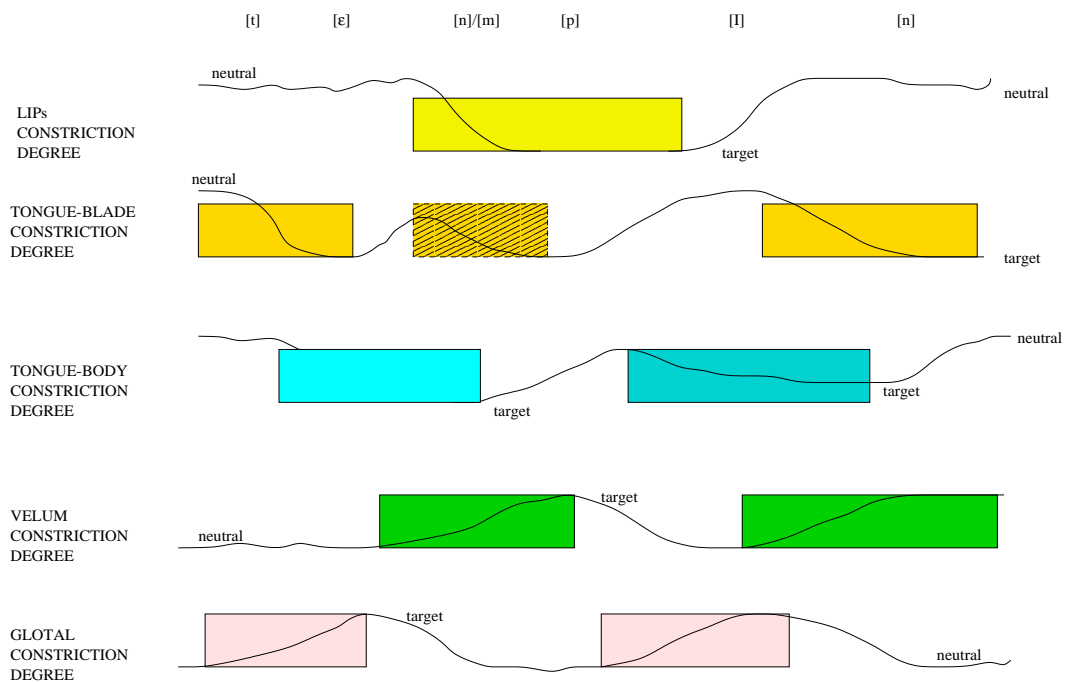 [t] [ɛ] [n]/[m] [p] [I] [n]
neutral
neutral
LIPs
CONSTRICTION
DEGREE
target
neutral
TONGUE-BLADE
CONSTRICTION
DEGREE
target
neutral
TONGUE-BODY
CONSTRICTION
DEGREE
target
target
target
VELUM
CONSTRICTION
DEGREE
neutral
target
GLOTAL
CONSTRICTION
DEGREE
neutral